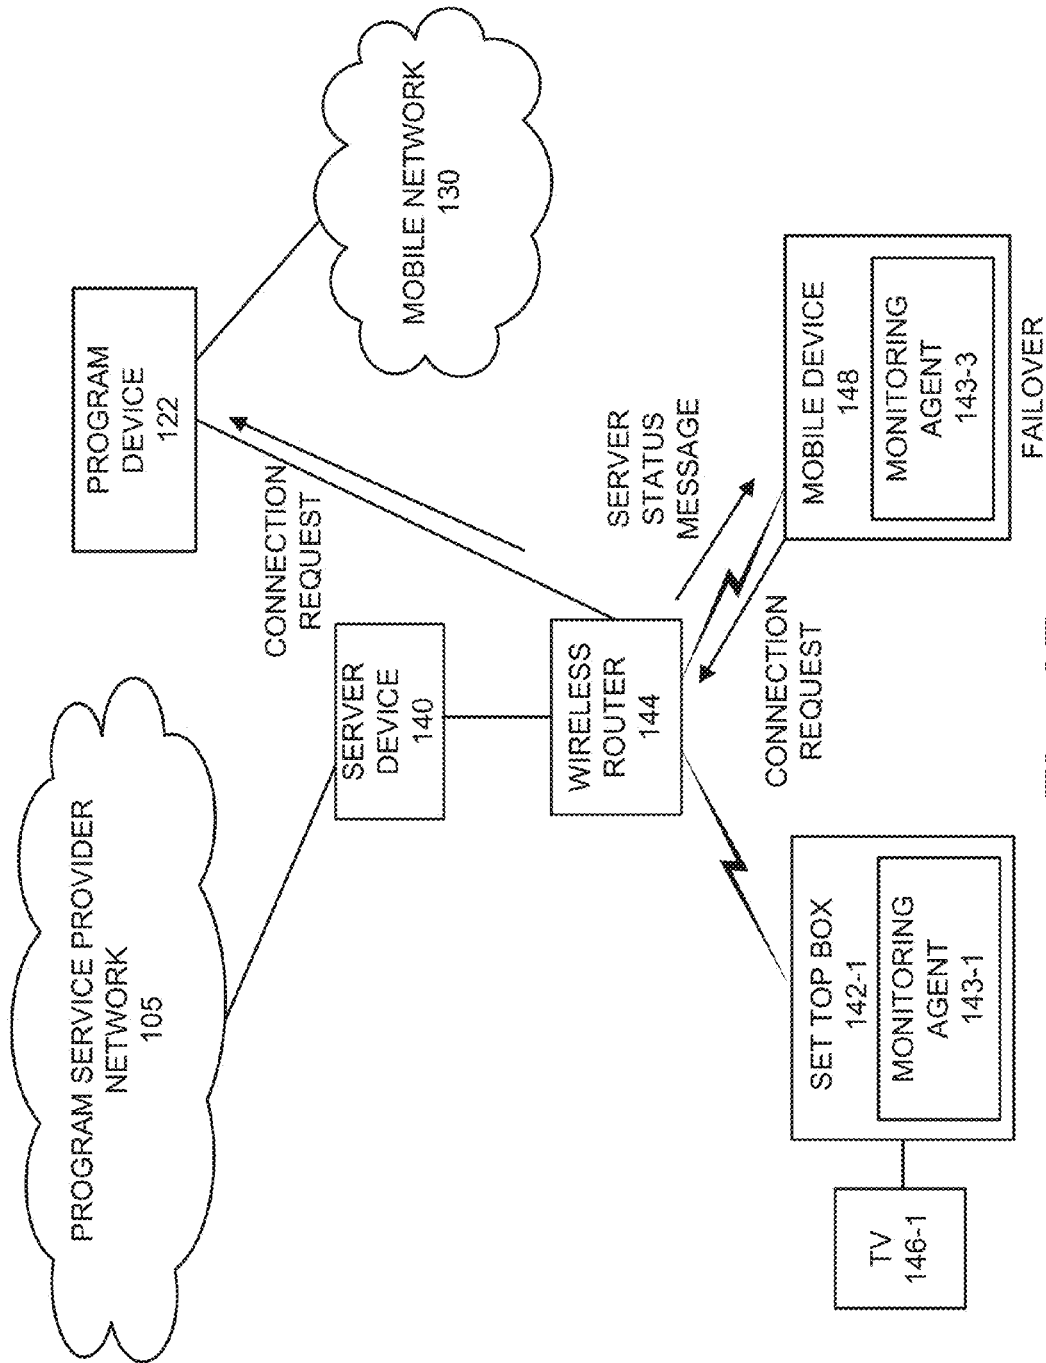 PROGRAM SERVICE PROVIDER
NETWORK
105
PROGRAM
DEVICE
122
MOBILE NETWORK
130
SERVER
DEVICE
140
CONNECTION
REQUEST
WIRELESS
ROUTER
144
SERVER
STATUS
MESSAGE
CONNECTION
REQUEST
TV
146-1
SET TOP BOX
142-1
MONITORING
AGENT
143-1
MOBILE DEVICE
148
MONITORING
AGENT
143-3
FAILOVER